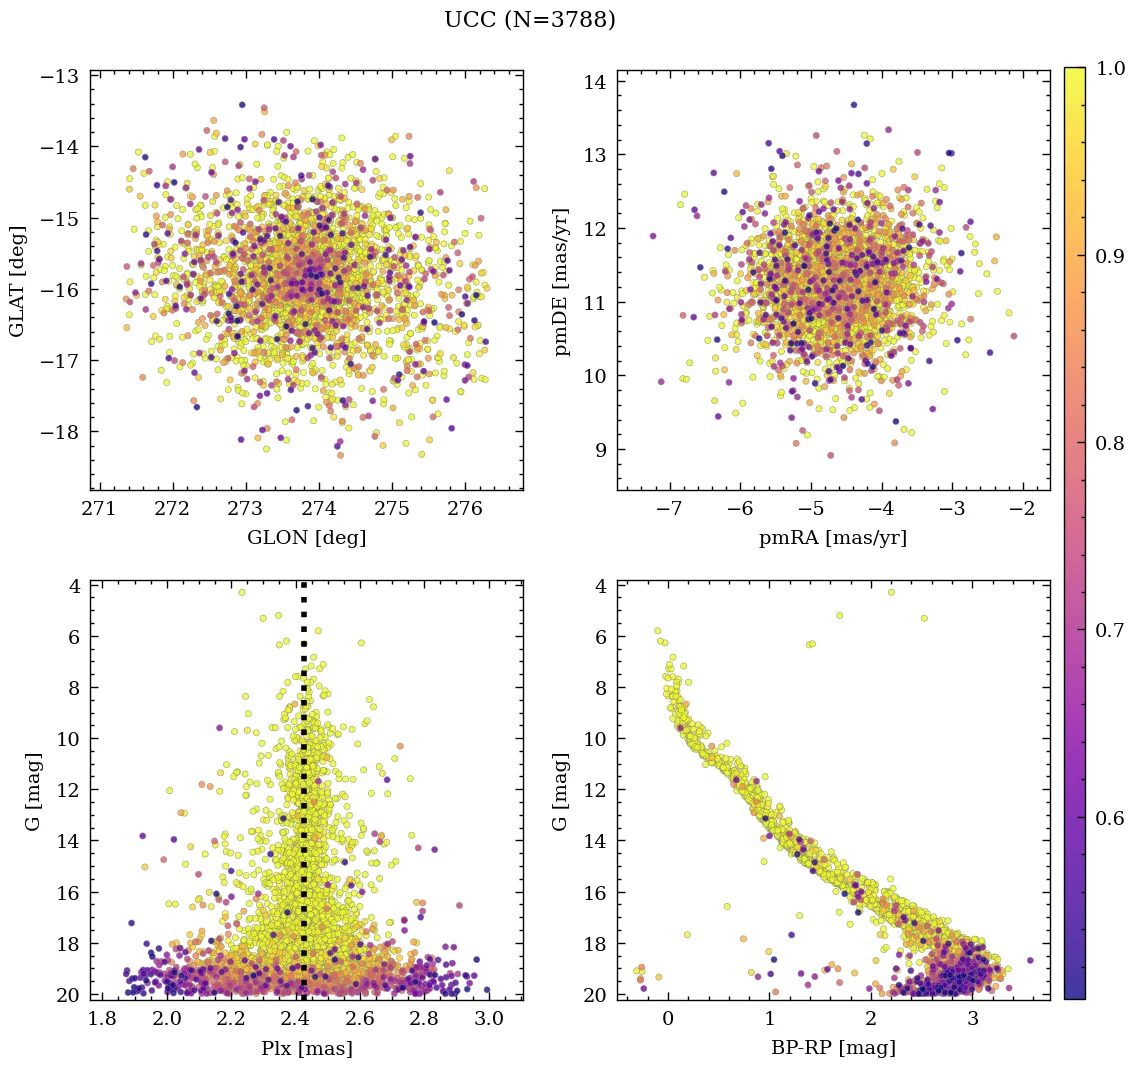 UCC (N=3788)
−13
−14
−15
−16
−17
−18
GLAT [deg]
271 272 273 274 275 276
GLON [deg]
14
13
12
11
10
9
pmDE [mas/yr]
−7 −6 −5 −4 −3 −2
pmRA [mas/yr]
4
6
8
10
12
14
16
18
20
G [mag]
1.8 2.0 2.2 2.4 2.6 2.8 3.0
Plx [mas]
4
6
8
10
12
14
16
18
20
G [mag]
0 1 2 3
BP-RP [mag]
1.0
0.9
0.8
0.7
0.6